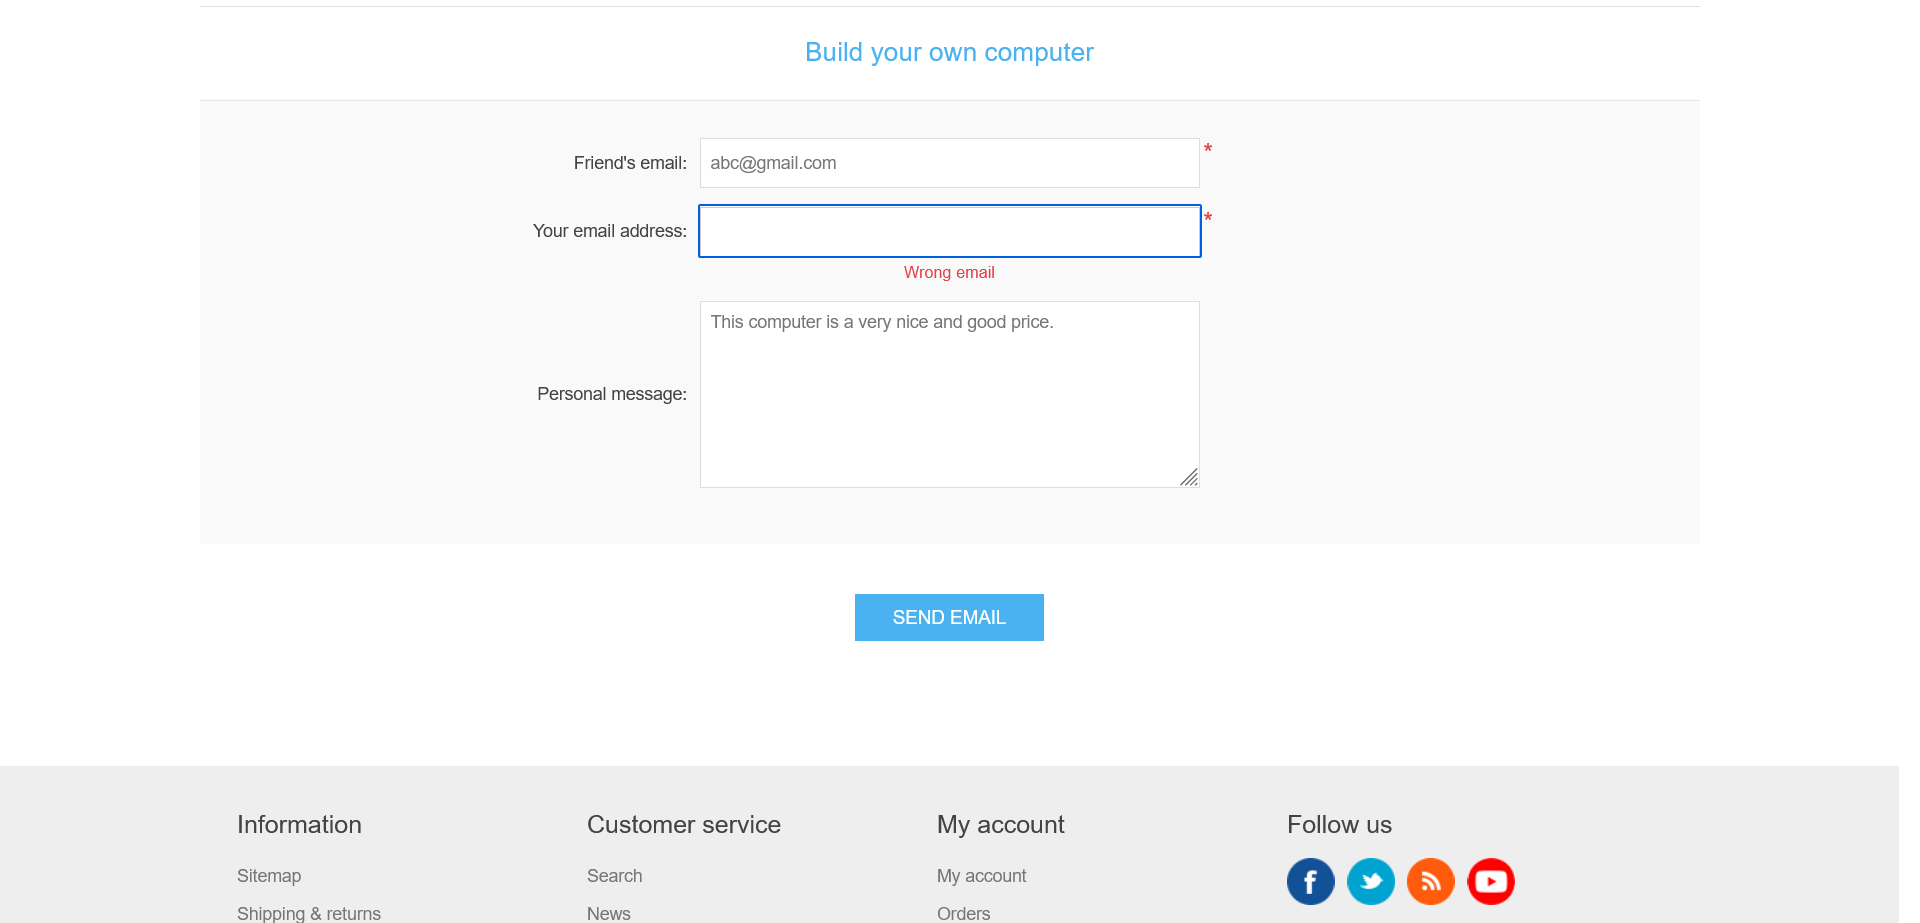 Build your own computer
Friend's email:
abc@gmail.com
*
Your email address:
*
Wrong email
Personal message:
This computer is a very nice and good price.
SEND EMAIL
Information
Sitemap
Shipping & returns
Customer service
Search
News
My account
My account
Orders
Follow us